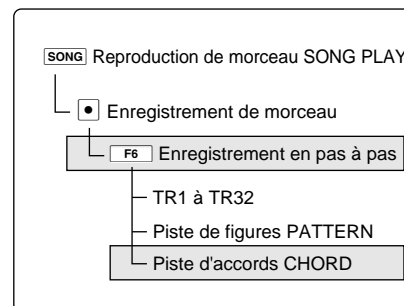 SONG Reproduction de morceau SONG PLAY
Enregistrement de morceau
F6 Enregistrement en pas à pas
TR1 à TR32
Piste de figures PATTERN
Piste d'accords CHORD